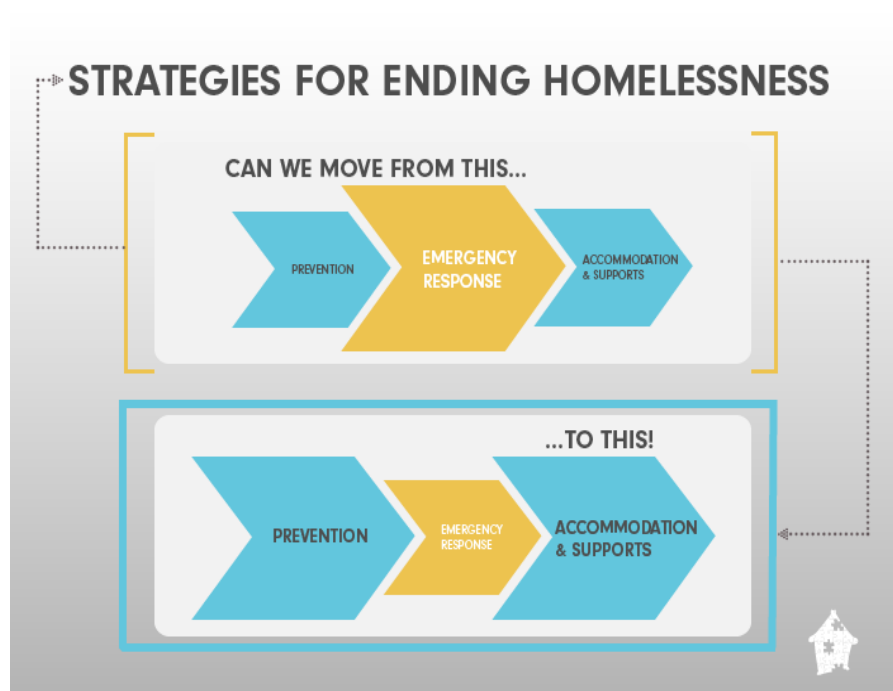 STRATEGIES FOR ENDING HOMELESSNESS
CAN WE MOVE FROM THIS...
PREVENTION
EMERGENCY
RESPONSE
ACCOMMODATION
& SUPPORTS
...TO THIS!
PREVENTION
EMERGENCY
RESPONSE
ACCOMMODATION
& SUPPORTS